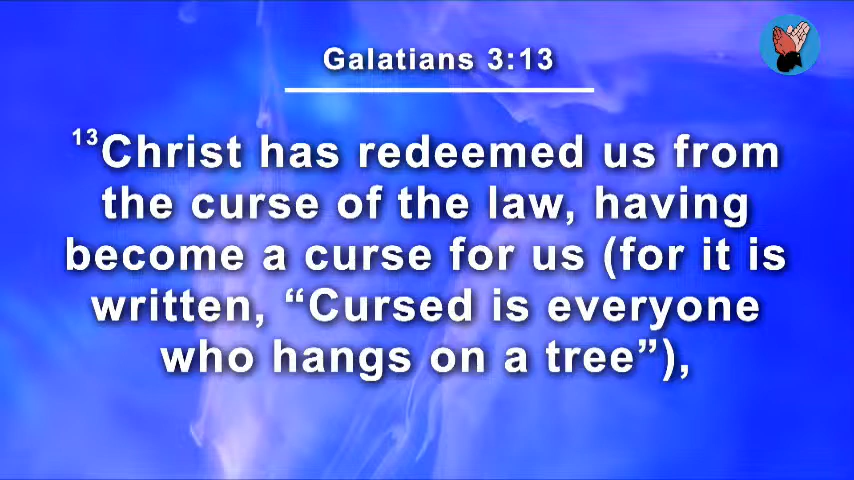 Galatians 3:13
13Christ has redeemed us from
the curse of the law, having
become a curse for us (for it is
written, “Cursed is everyone
who hangs on a tree”),